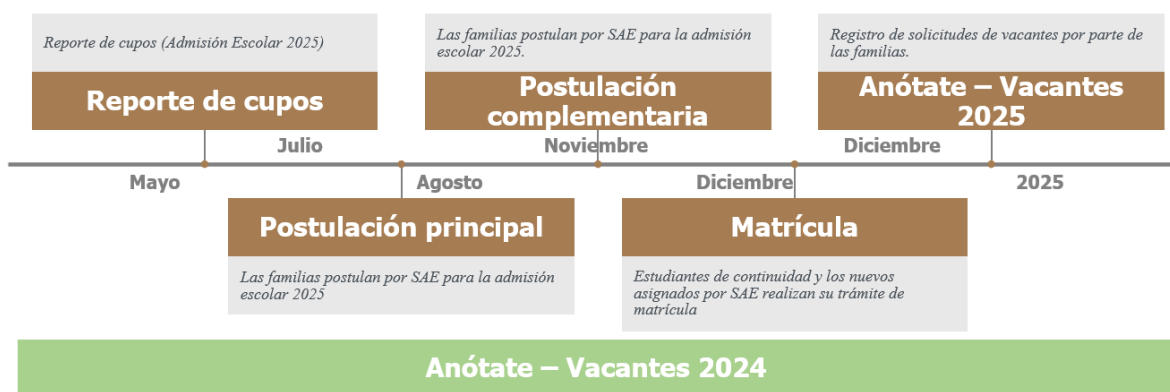 Reporte de cupos (Admisión Escolar 2025)
Reporte de cupos
Las familias postulan por SAE para la admisión
escolar 2025.
Postulación
complementaria
Registro de solicitudes de vacantes por parte de
las familias.
Anótate – Vacantes
2025
Julio
Noviembre
Diciembre
Mayo
Agosto
Diciembre
2025
Postulación principal
Las familias postulan por SAE para la admisión
escolar 2025
Matrícula
Estudiantes de continuidad y los nuevos
asignados por SAE realizan su trámite de
matrícula
Anótate – Vacantes 2024